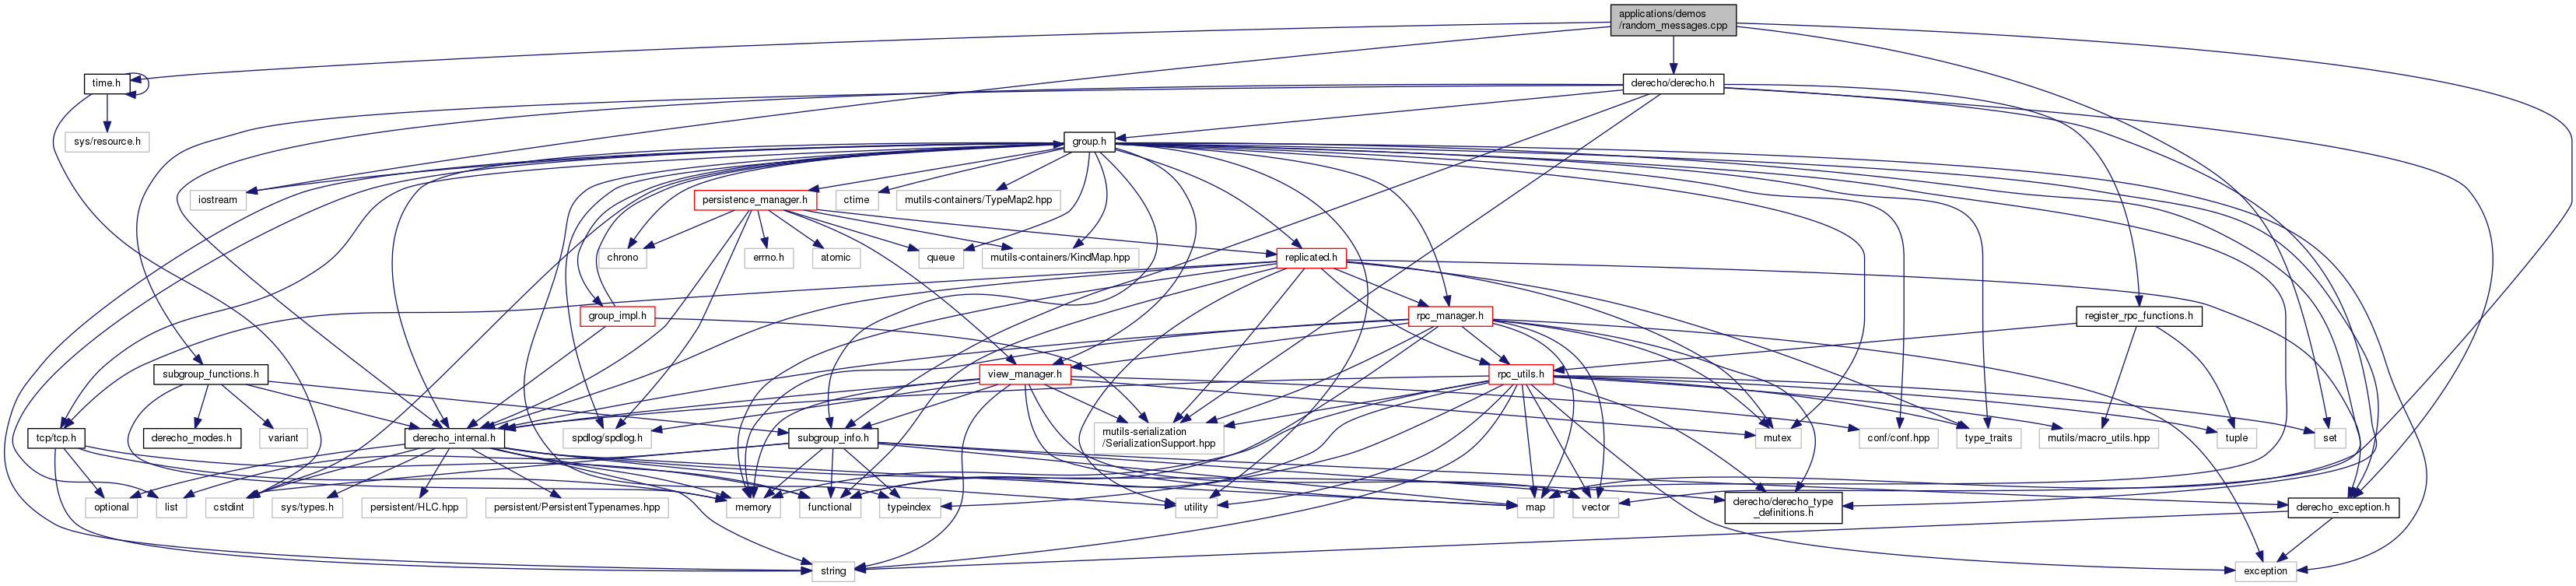 applications/demos
/random_messages.cpp
time.h
derecho/derecho.h
sys/resource.h
group.h
iostream
persistence_manager.h
ctime
mutils-containers/TypeMap2.hpp
chrono
errno.h
atomic
queue
mutils-containers/KindMap.hpp
replicated.h
group_impl.h
rpc_manager.h
register_rpc_functions.h
subgroup_functions.h
view_manager.h
rpc_utils.h
tcp/tcp.h
derecho_modes.h
variant
derecho_internal.h
spdlog/spdlog.h
subgroup_info.h
mutils-serialization
/SerializationSupport.hpp
mutex
conf/conf.hpp
type_traits
mutils/macro_utils.hpp
tuple
set
optional
list
cstdint
sys/types.h
persistent/HLC.hpp
persistent/PersistentTypenames.hpp
memory
functional
typeindex
utility
map
vector
derecho/derecho_type
_definitions.h
derecho_exception.h
string
exception